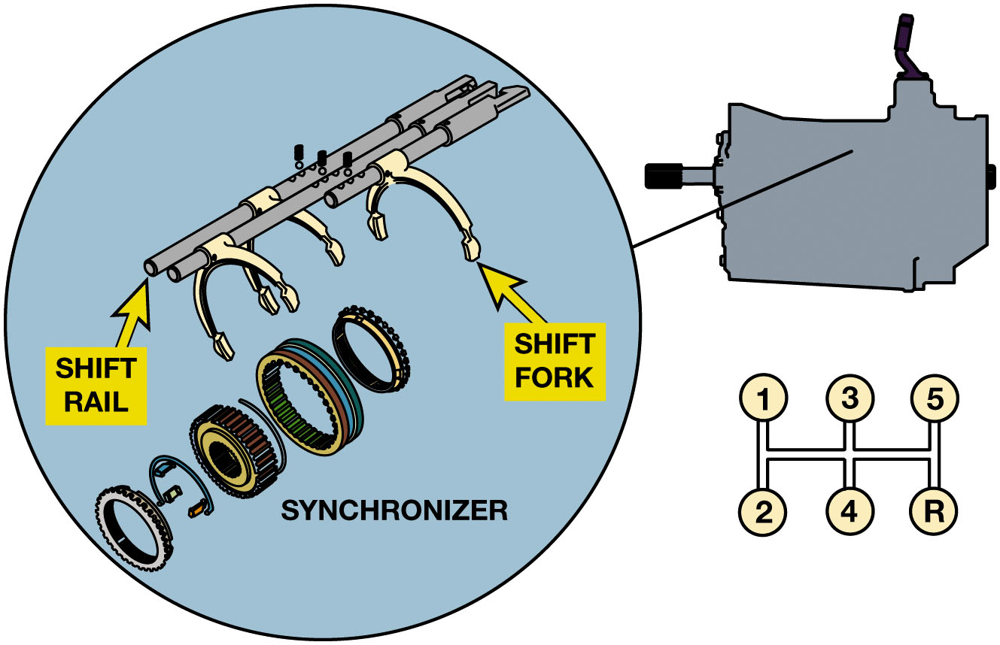 SHIFT
RAIL
SHIFT
FORK
SYNCHRONIZER
1 3 5
2 4 R